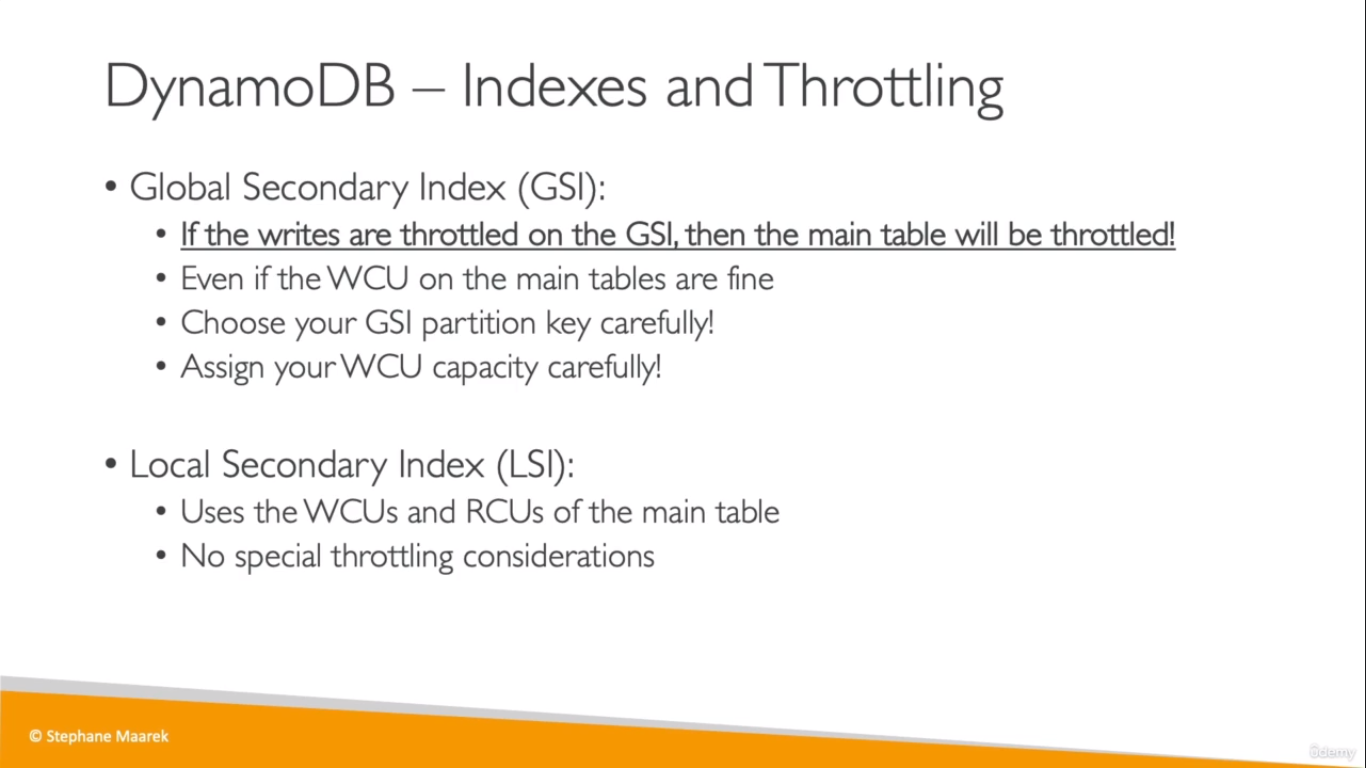 DynamoDB – Indexes and Throttling
• Global Secondary Index (GSI):
• If the writes are throttled on the GSI, then the main table will be throttled!
• Even if the WCU on the main tables are fine
• Choose your GSI partition key carefully!
• Assign your WCU capacity carefully!
• Local Secondary Index (LSI):
• Uses the WCUs and RCUs of the main table
• No special throttling considerations
© Stephane Maarek
ûdemy